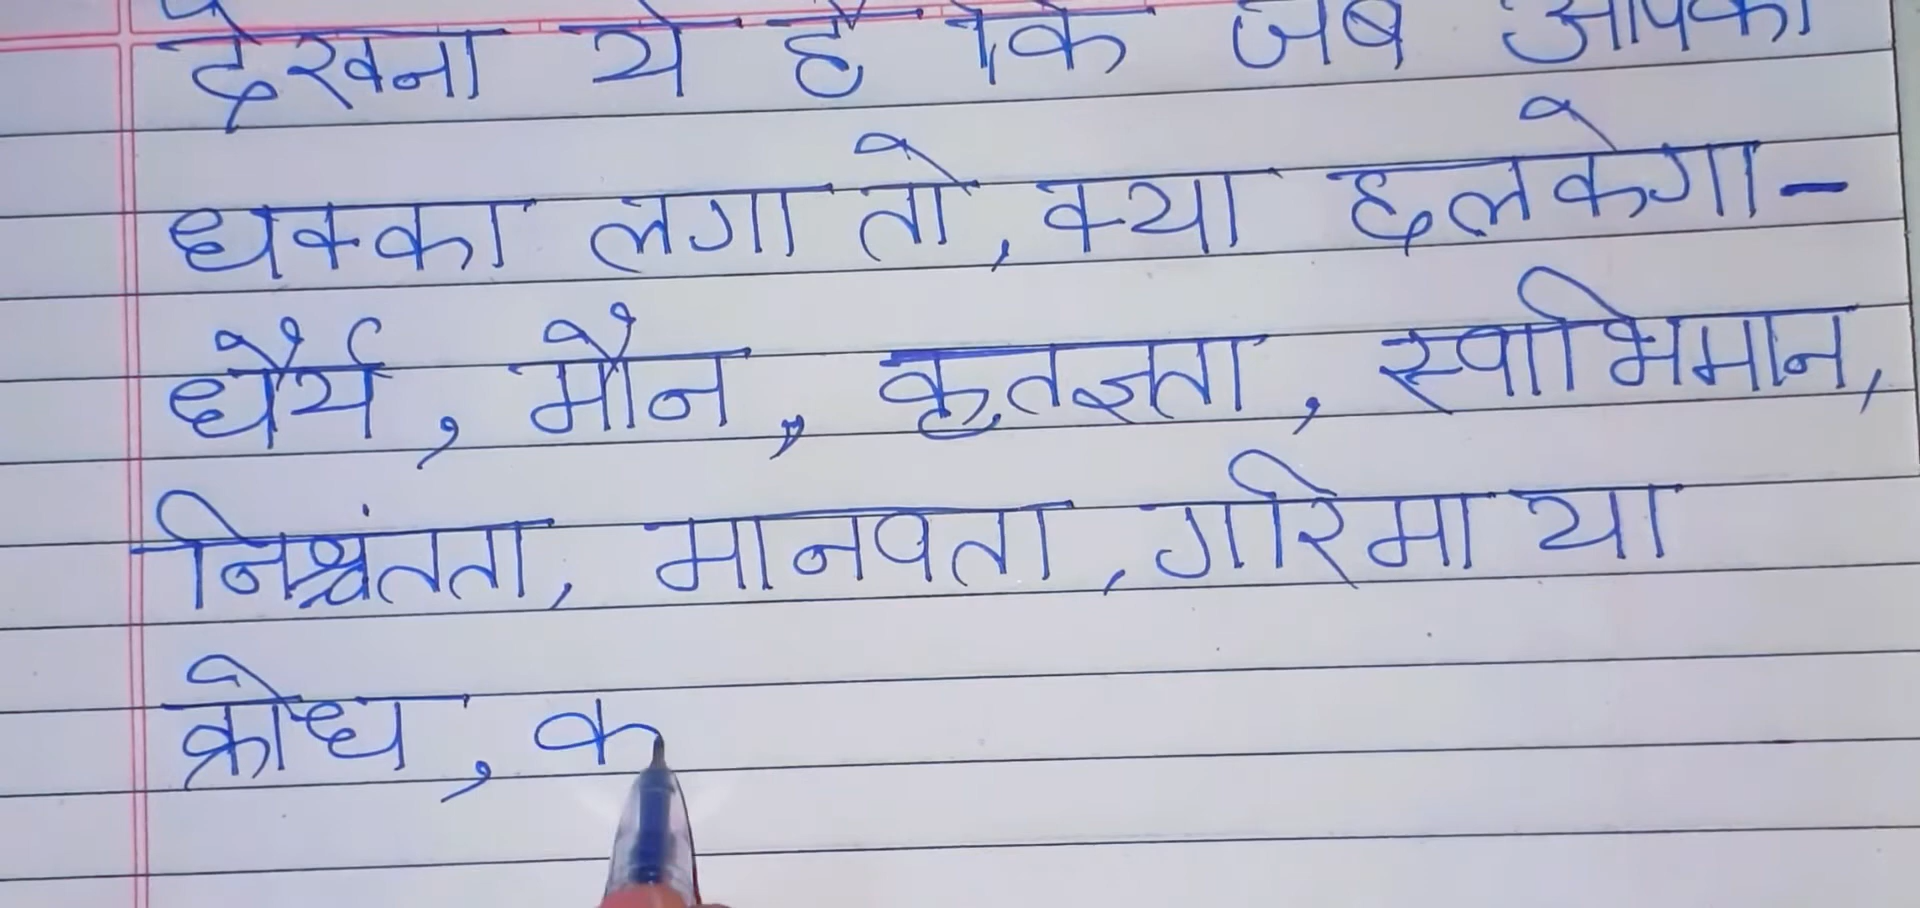 देखना ये है कि जब आपको
धक्का लगा तो, क्या छलकेगा-
धैर्य, मौन, कृतज्ञता, स्वाभिमान,
निश्चंतता, मानवता, गरिमा या
क्रोध, क